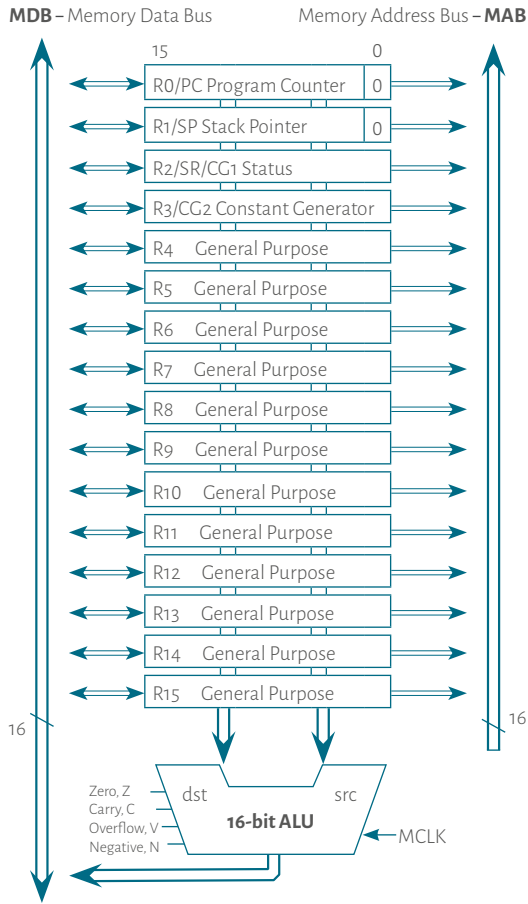 MDB – Memory Data Bus
Memory Address Bus – MAB
15
0
R0/PC Program Counter
0
R1/SP Stack Pointer
0
R2/SR/CG1 Status
R3/CG2 Constant Generator
R4 General Purpose
R5 General Purpose
R6 General Purpose
R7 General Purpose
R8 General Purpose
R9 General Purpose
R10 General Purpose
R11 General Purpose
R12 General Purpose
R13 General Purpose
R14 General Purpose
R15 General Purpose
16
16
Zero, Z
Carry, C
Overflow, V
Negative, N
dst
src
16-bit ALU
MCLK